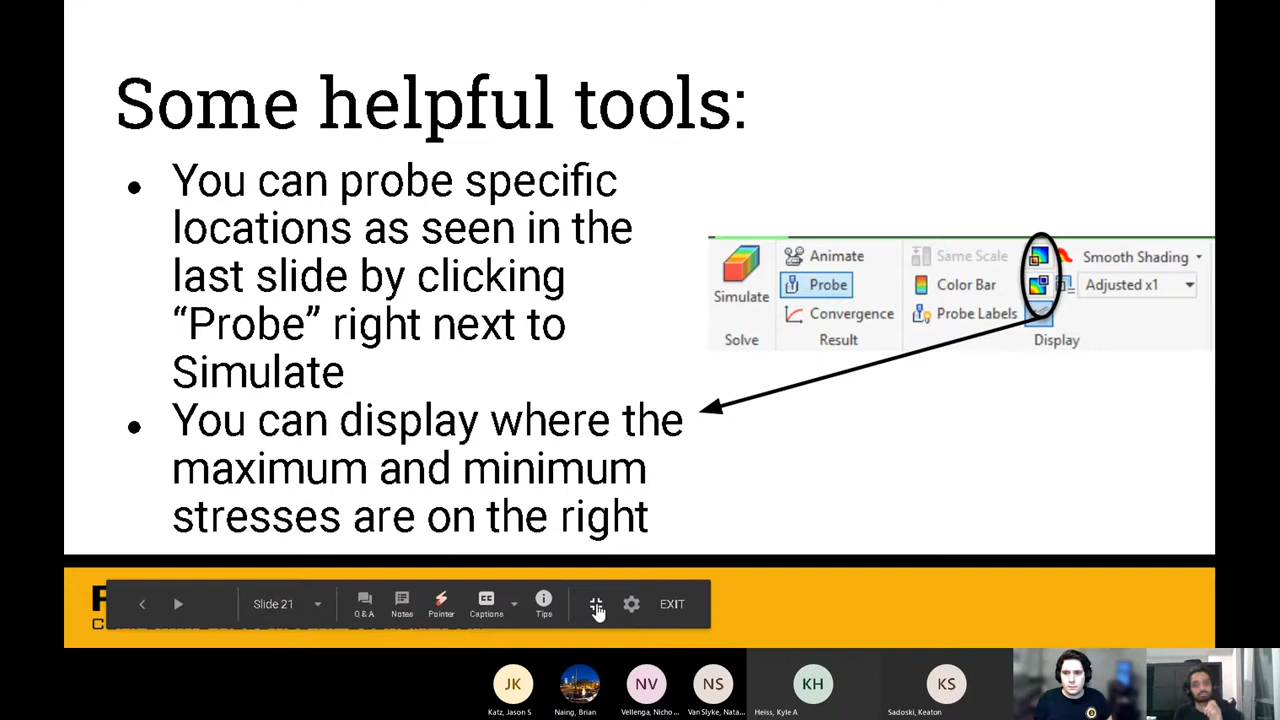 Some helpful tools:
● You can probe specific
locations as seen in the
last slide by clicking
“Probe” right next to
Simulate
● You can display where the
maximum and minimum
stresses are on the right
Simulate
Solve
Animate
Probe
Convergence
Result
Same Scale
Color Bar
Probe Labels
Smooth Shading
Adjusted x1
Display
Slide 21
Q & A
Notes
Pointer
Captions
Tips
EXIT
JK
Katz, Jason S
Naing, Brian
NV
Vellenga, Nicho ...
NS
Van Slyke, Nata...
KH
Heiss, Kyle A
KS
Sadoski, Keaton